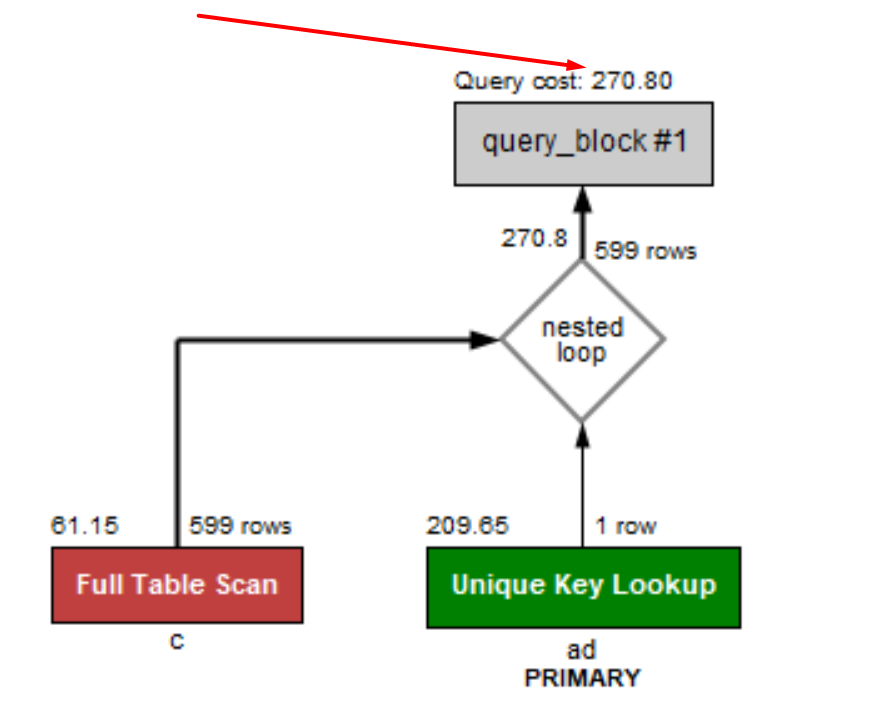 Query cost: 270.80
query_block #1
270.8
599 rows
nested
loop
61.15
599 rows
209.65
1 row
Full Table Scan
Unique Key Lookup
c
ad
PRIMARY